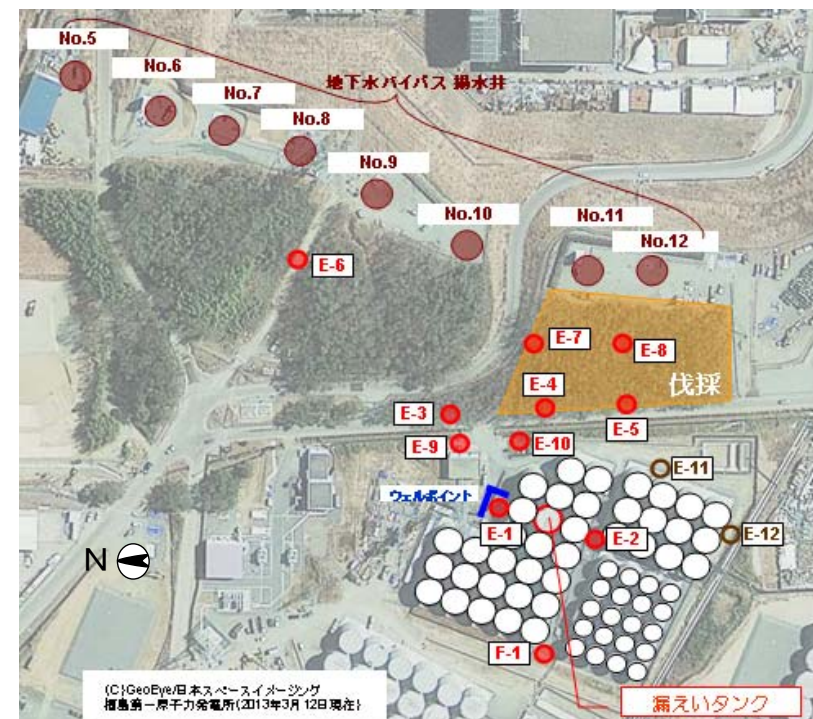 No.5
No.6
No.7
No.8
地下水バイパス 揚水井
No.9
No.10
No.11
No.12
E-6
E-7
E-8
伐採
E-4
E-3
E-5
E-9
E-10
E-11
ウェルポイント
E-1
E-2
E-12
N
F-1
(C)GeoEye/日本スペースイメージング
福島第一原子力発電所(2013年3月12日現在)
漏えいタンク